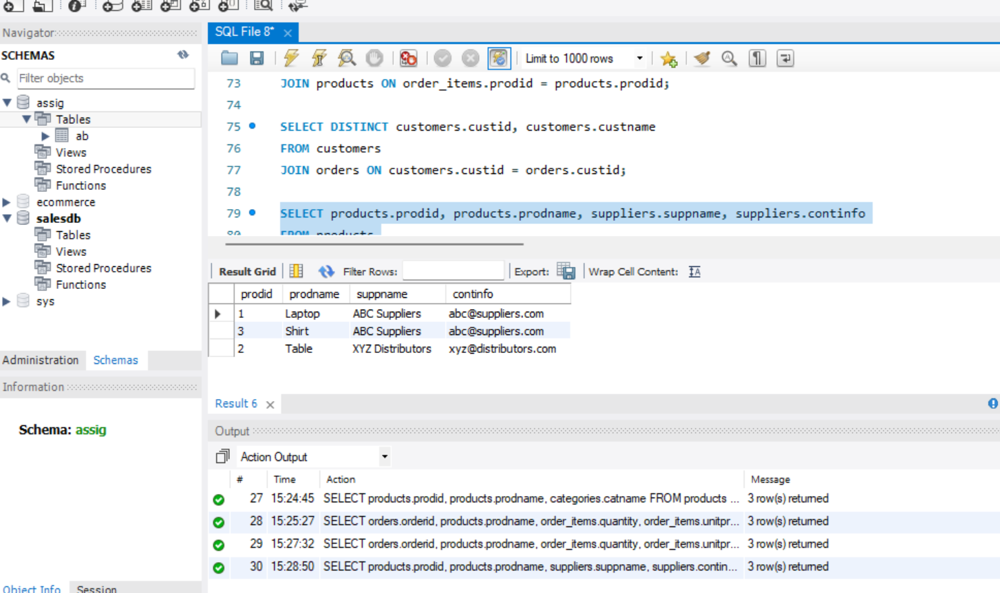 Navigator
SCHEMAS
Filter objects
assig
Tables
ab
Views
Stored Procedures
Functions
ecommerce
salesdb
Tables
Views
Stored Procedures
Functions
sys
Administration Schemas
Information
Schema: assig
Object Info Session
SQL File 8*
Limit to 1000 rows
73 JOIN products ON order_items.prodid = products.prodid;
74
75 SELECT DISTINCT customers.custid, customers.custname
76 FROM customers
77 JOIN orders ON customers.custid = orders.custid;
78
79 SELECT products.prodid, products.prodname, suppliers.suppname, suppliers.continfo
80 FROM products
Result Grid Filter Rows: Export: Wrap Cell Content:
prodid prodname suppname continfo
1 Laptop ABC Suppliers abc@suppliers.com
3 Shirt ABC Suppliers abc@suppliers.com
2 Table XYZ Distributors xyz@distributors.com
Result 6
Output
Action Output
# Time Action Message
27 15:24:45 SELECT products.prodid, products.prodname, categories.catname FROM products ... 3 row(s) returned
28 15:25:27 SELECT orders.orderid, products.prodname, order_items.quantity, order_items.unitpr... 3 row(s) returned
29 15:27:32 SELECT orders.orderid, products.prodname, order_items.quantity, order_items.unitpr... 3 row(s) returned
30 15:28:50 SELECT products.prodid, products.prodname, suppliers.suppname, suppliers.contin... 3 row(s) returned